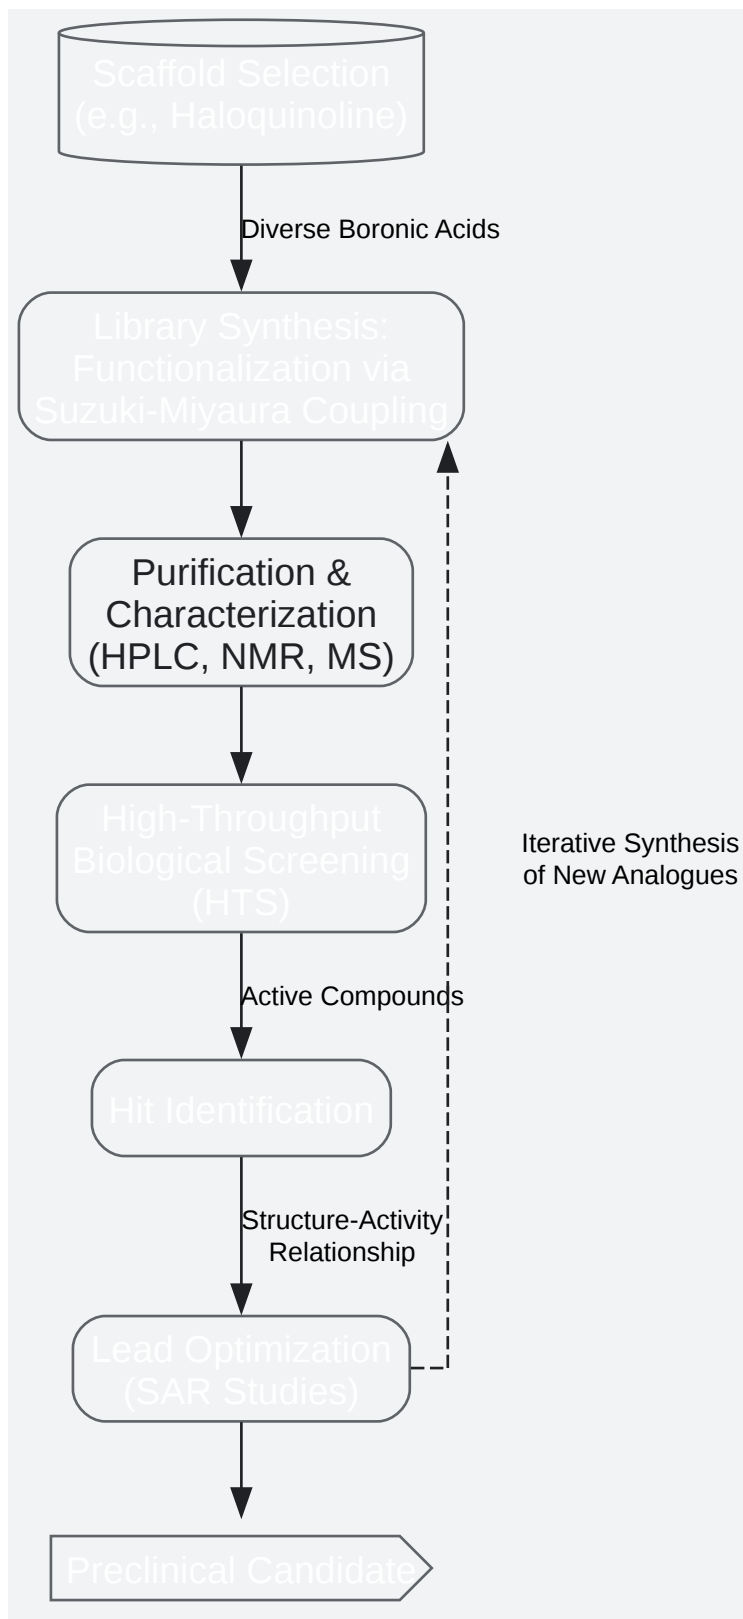 Scaffold Selection
(e.g., Haloquinoline)
Diverse Boronic Acids
Library Synthesis:
Functionalization via
Suzuki-Miyaura Coupling
Purification &
Characterization
(HPLC, NMR, MS)
High-Throughput
Biological Screening
(HTS)
Iterative Synthesis
of New Analogues
Active Compounds
Hit Identification
Structure-Activity
Relationship
Lead Optimization
(SAR Studies)
Preclinical Candidate